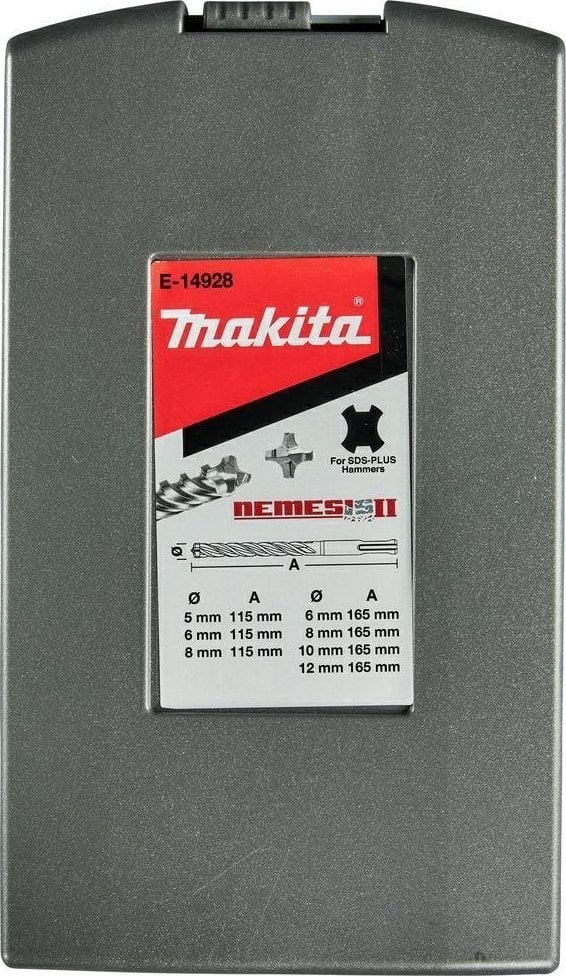 E-14928
makita®
For SDS-PLUS
Hammers
NEMESIS II
Ø
A
Ø A Ø A
5 mm 115 mm 6 mm 165 mm
6 mm 115 mm 8 mm 165 mm
8 mm 115 mm 10 mm 165 mm
12 mm 165 mm